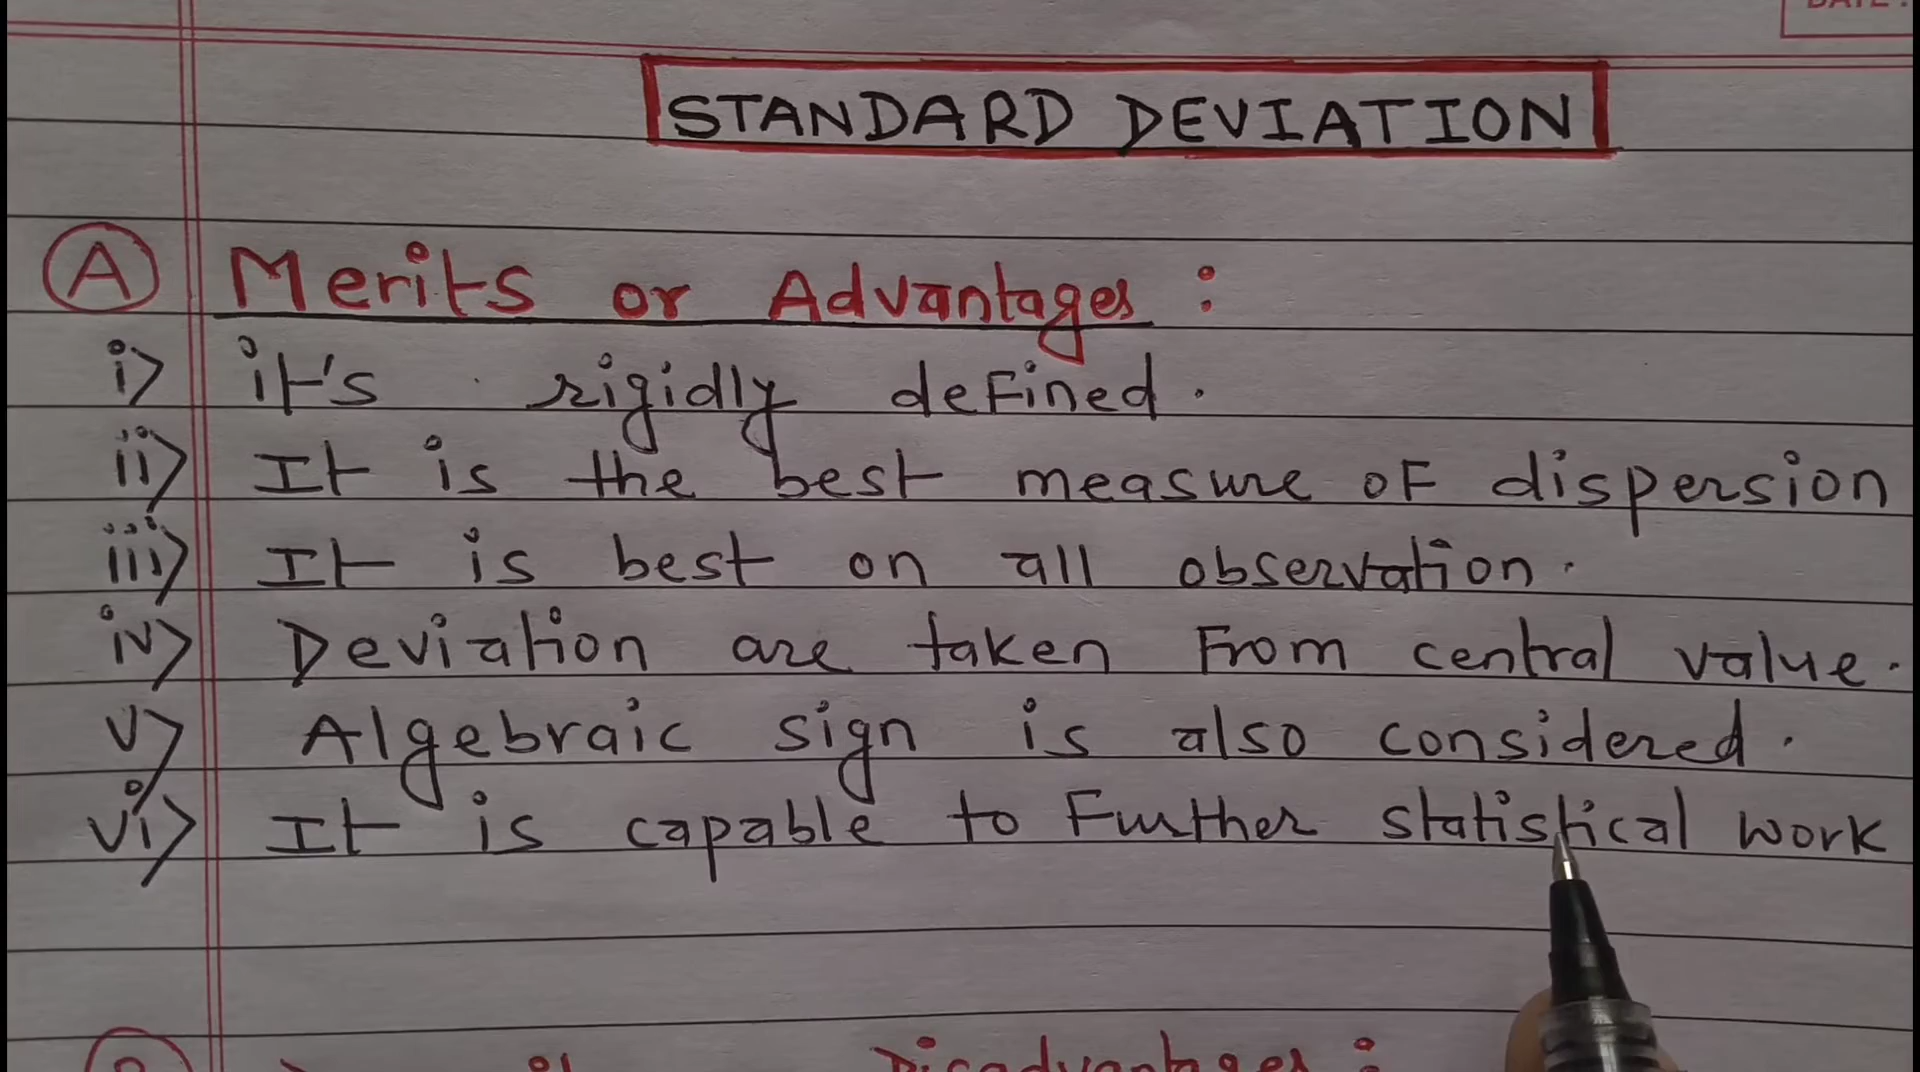 DATE
STANDARD DEVIATION
A Merits or Advantages :
i) it's rigidly defined.
ii) It is the best measure of dispersion
iii) It is best on all observation.
iv) Deviation are taken From central value.
v) Algebraic sign is also considered.
vi) It is capable to Further statistical work
Disadvantages :